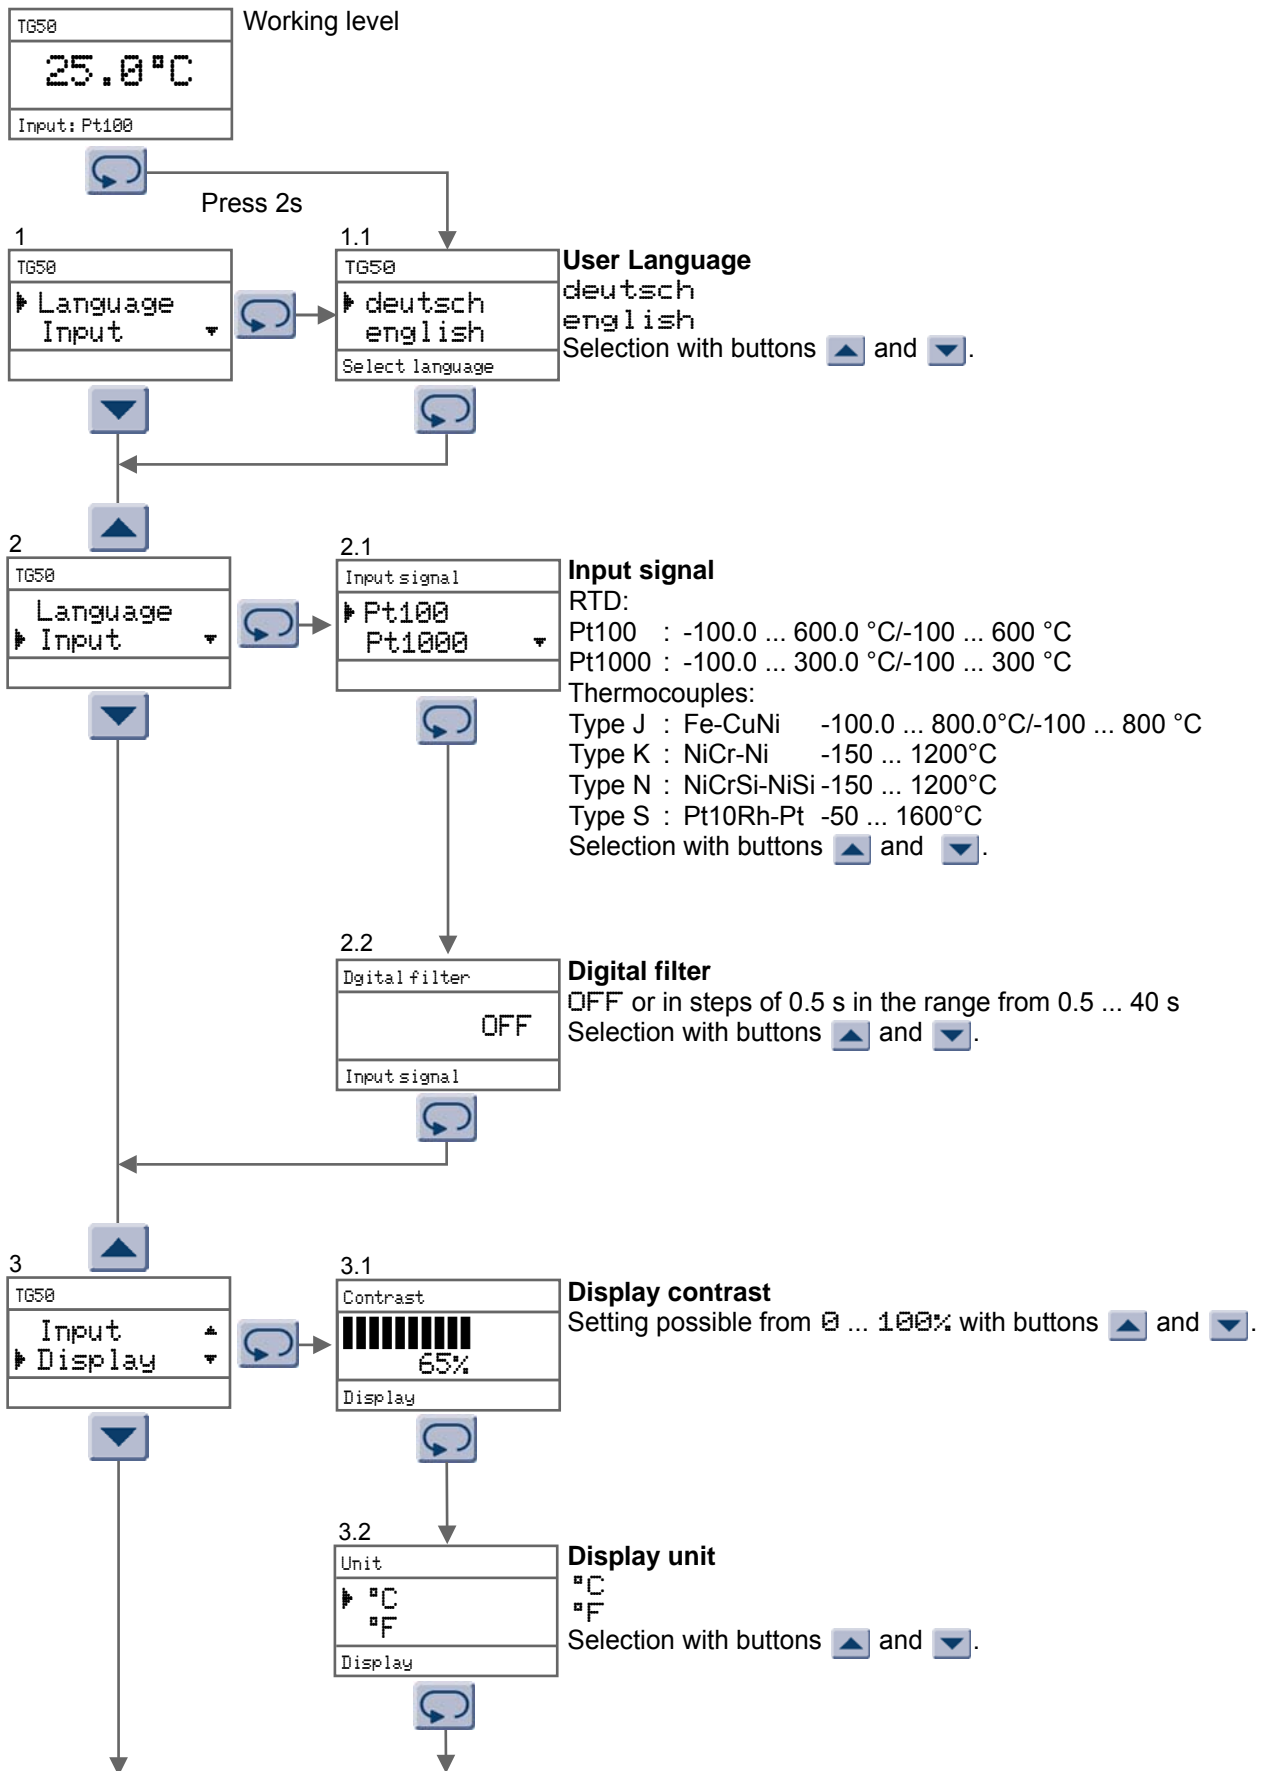 TG50
Working level
25.0°C
Input: Pt100
Press 2s
1
TG50
Language
Input
1.1
TG50
deutsch
english
Select language
User Language
deutsch
english
Selection with buttons and .
2
TG50
Language
Input
2.1
Input signal
Pt100
Pt1000
Input signal
RTD:
Pt100 : -100.0 ... 600.0 °C/-100 ... 600 °C
Pt1000 : -100.0 ... 300.0 °C/-100 ... 300 °C
Thermocouples:
Type J : Fe-CuNi -100.0 ... 800.0°C/-100 ... 800 °C
Type K : NiCr-Ni -150 ... 1200°C
Type N : NiCrSi-NiSi -150 ... 1200°C
Type S : Pt10Rh-Pt -50 ... 1600°C
Selection with buttons and .
2.2
Dgital filter
OFF
Input signal
Digital filter
OFF or in steps of 0.5 s in the range from 0.5 ... 40 s
Selection with buttons and .
3
TG50
Input
Display
3.1
Contrast
65%
Display
Display contrast
Setting possible from 0 ... 100% with buttons and .
3.2
Unit
°C
°F
Display
Display unit
°C
°F
Selection with buttons and .